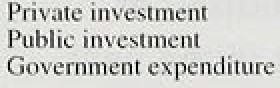 Private investment
Public investment
Government expenditure